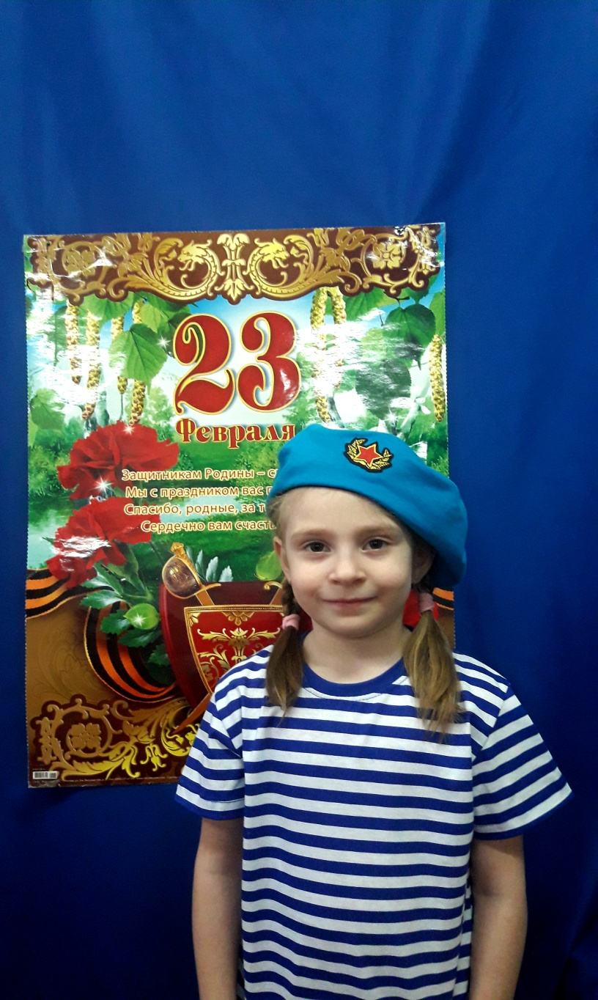 23
Февраля
Защитникам Родины –
Мы с праздником вас
Спасибо, родные, за
Сердечно вам